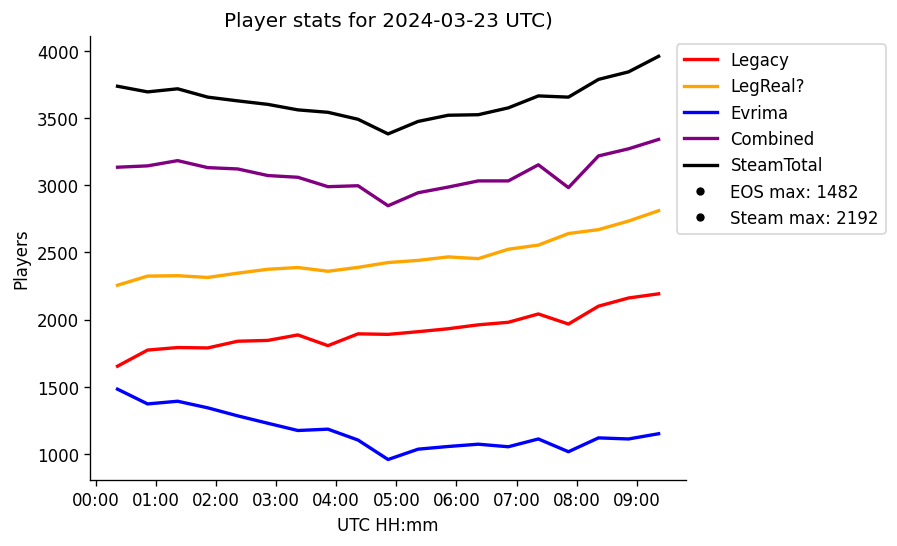 Player stats for 2024-03-23 UTC)
4000
3500
3000
2500
2000
1500
1000
Players
00:00 01:00 02:00 03:00 04:00 05:00 06:00 07:00 08:00 09:00
UTC HH:mm
Legacy
LegReal?
Evrima
Combined
SteamTotal
EOS max: 1482
Steam max: 2192